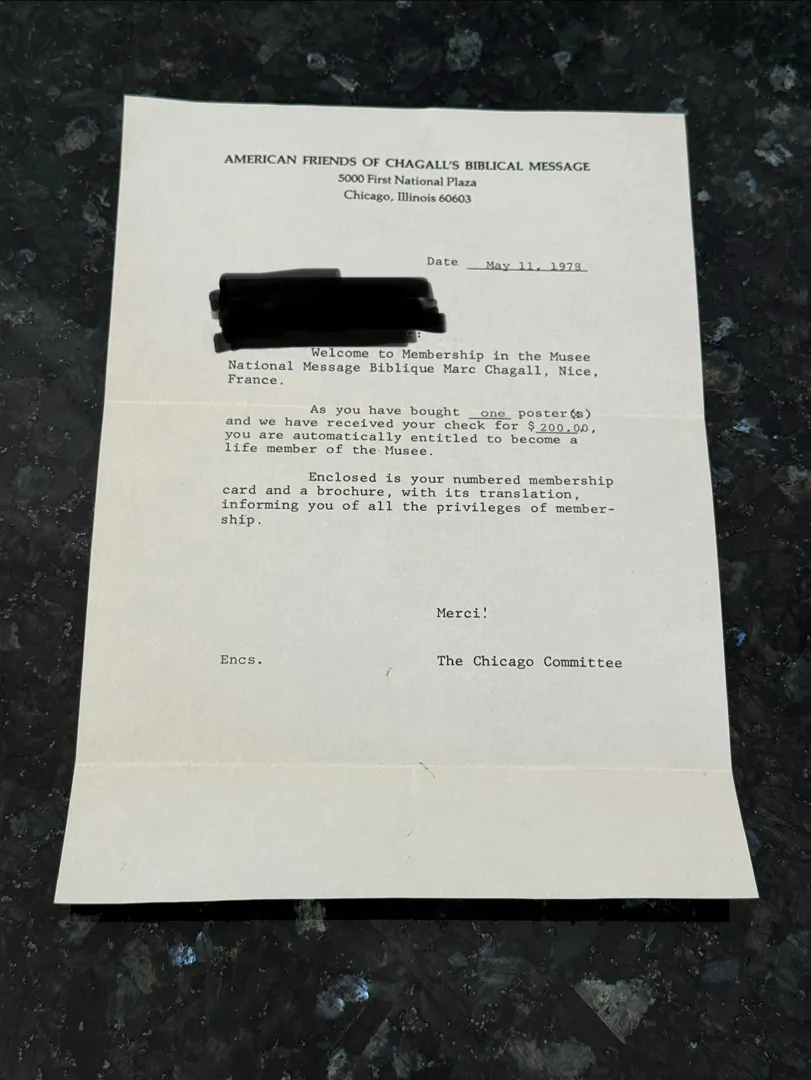 AMERICAN FRIENDS OF CHAGALL'S BIBLICAL MESSAGE
5000 First National Plaza
Chicago, Illinois 60603
Date May 11, 1978
:
Welcome to Membership in the Musee
National Message Biblique Marc Chagall, Nice,
France.
As you have bought one poster(s)
and we have received your check for $200.00,
you are automatically entitled to become a
life member of the Musee.
Enclosed is your numbered membership
card and a brochure, with its translation,
informing you of all the privileges of member-
ship.
Merci!
Encs. The Chicago Committee